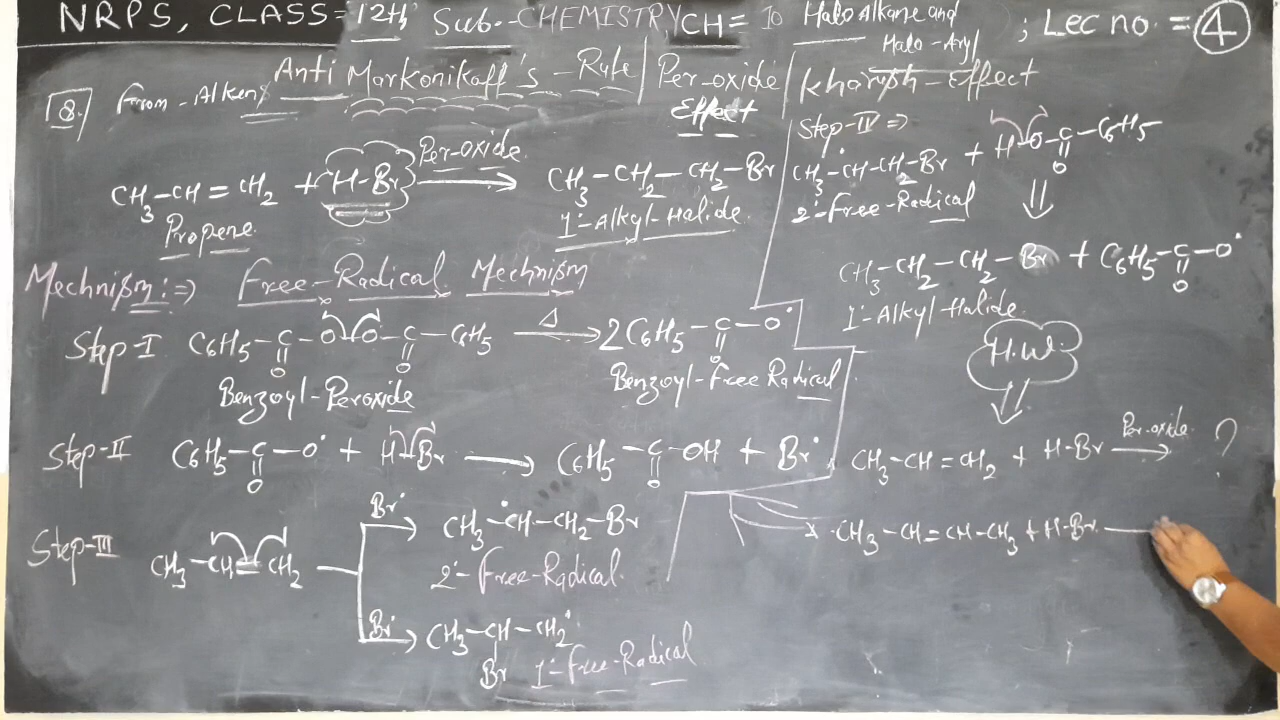 NRPS, CLASS=12th Sub.-CHEMISTRY, CH= 10 Halo Alkane and Halo-Aryl ; Lec no. = 4
8. From-Alkene Anti Markonikoff's-Rule / Per-oxide Effect / kharph-Effect
CH3-CH=CH2 + H-Br Per-oxide → CH3-CH2-CH2-Br
Propene 1°-Alkyl-Halide
Mechnism:⇒ Free-Radical Mechnism
Step-I C6H5-C-O-O-C-C6H5 Δ → 2C6H5-C-O•
O O O
Benzoyl-Peroxide Benzoyl-Free Radical
Step-II C6H5-C-O• + H-Br → C6H5-C-OH + Br•
O O
Step-III CH3-CH=CH2
Br• → CH3-•CH-CH2-Br
2°-Free-Radical
Br• → CH3-CH-CH2•
Br 1°-Free-Radical
Step-IV ⇒
CH3-•CH-CH2-Br + H-O-C-C6H5
O
2°-Free-Radical
⇓
CH3-CH2-CH2-Br + C6H5-C-O•
O
1°-Alkyl Halide
H.W.
⇓
CH3-CH=CH2 + H-Br Per-oxide → ?
* CH3-CH=CH-CH3 + H-Br —